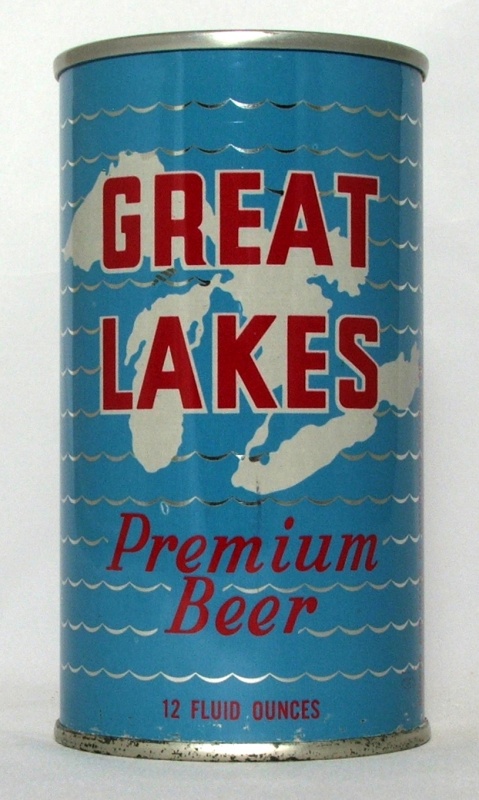 GREAT
LAKES
Premium
Beer
12 FLUID OUNCES